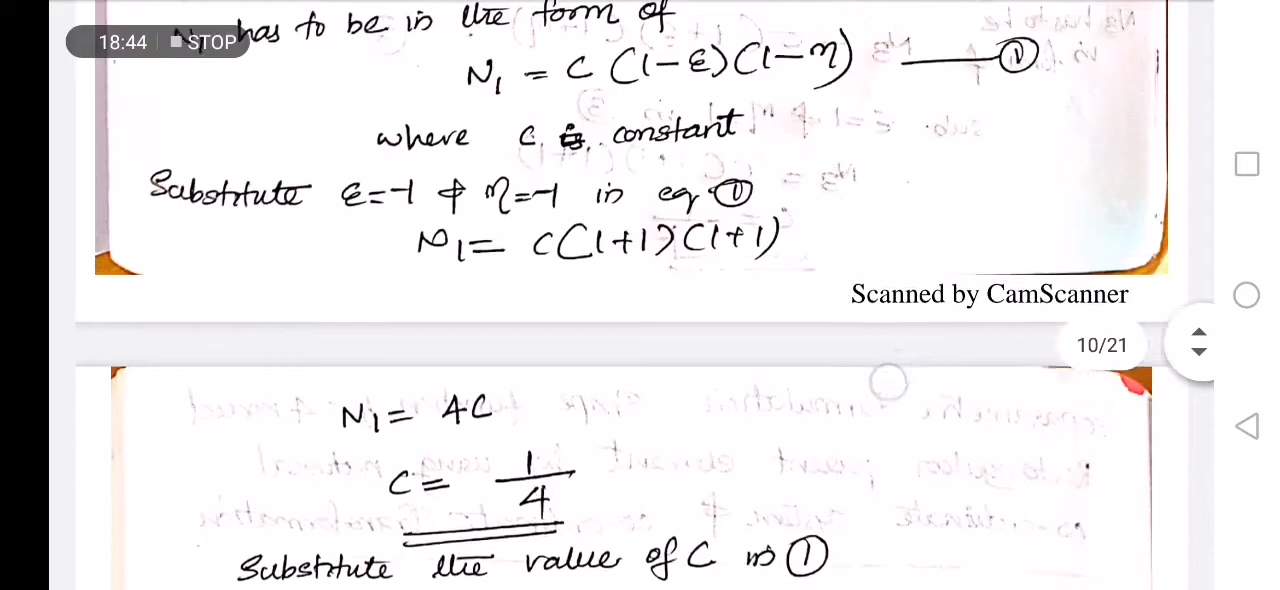 N1 has to be in the form of
18:44 STOP
N1 = C (1-ε)(1-η) ——— ①
where C is constant
Substitute ε=-1 & η=-1 in eq ①
N1 = C(1+1)(1+1)
Scanned by CamScanner
10/21
N1 = 4C
C = 1/4
Substitute the value of C in ①